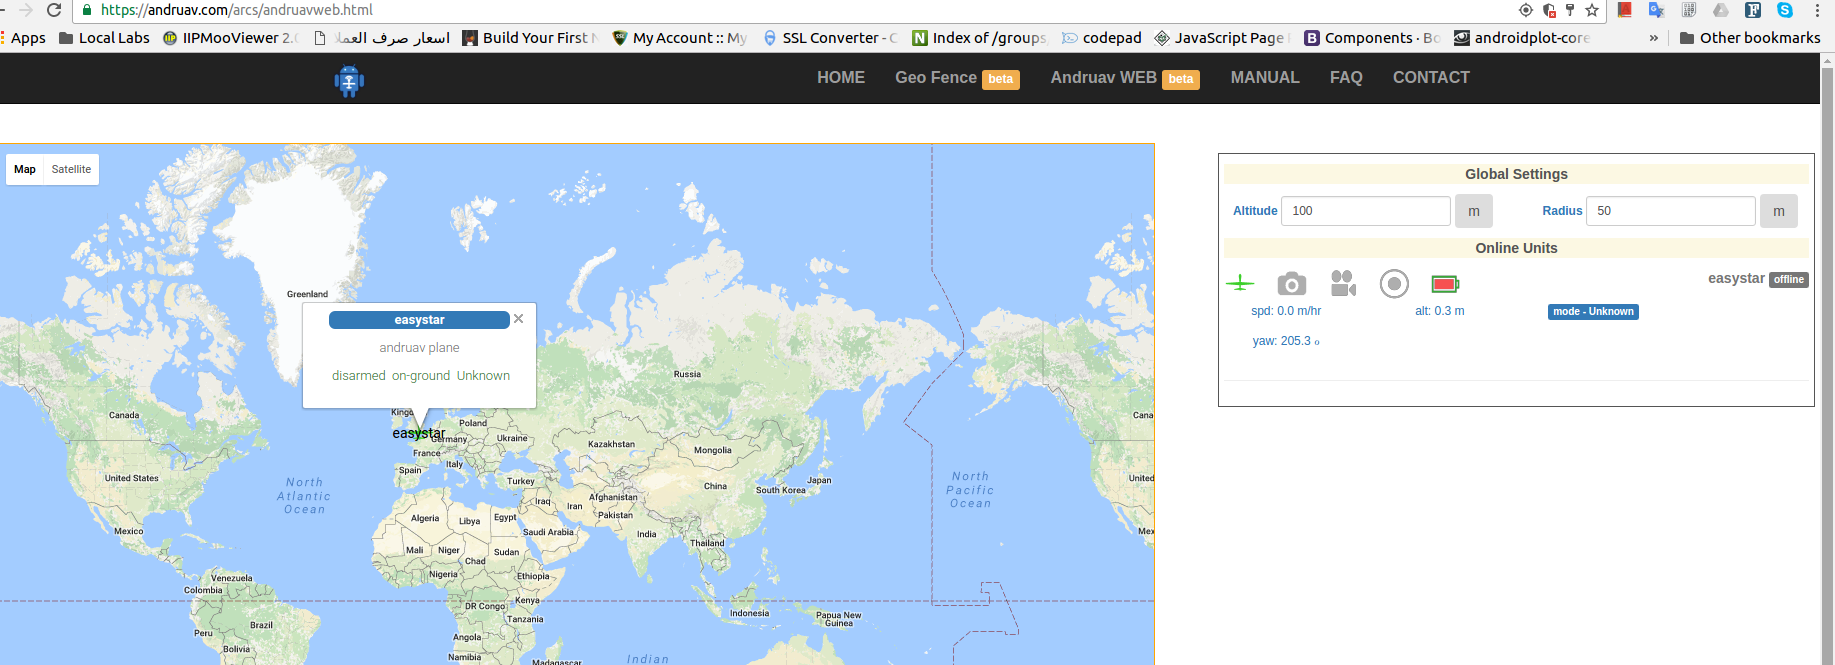 https://andruav.com/arcs/andruavweb.html
Apps Local Labs IIPMooViewer 2. اسعار صرف العملا Build Your First My Account :: My SSL Converter - Index of /groups codepad JavaScript Page Components · Bo androidplot-core » Other bookmarks
HOME Geo Fence beta Andruav WEB beta MANUAL FAQ CONTACT
Map Satellite
Greenland
easystar ×
andruav plane
disarmed on-ground Unknown
Russia
Canada
Kingd
Cana
Poland
easystar
Germany
Ukraine
Kazakhstan
Mongolia
France
Italy
Spain
United States
Turkey
China
South Korea
Japan
United
North
Atlantic
Ocean
North
Pacific
Ocean
Iraq
Iran
Afghanistan
Pakistan
Algeria
Libya
Egypt
Saudi Arabia
Mexico
India
Mex
Mali
Niger
Sudan
Chad
Thailand
Nigeria
Ethiopia
Venezuela
Colombia
Kenya
DR Congo
Indonesia
Papua New
Guinea
Tanzania
Brazil
Peru
Angola
Bolivia
Namibia
Madagascar
Indian
Global Settings
Altitude 100 m Radius 50 m
Online Units
easystar offline
spd: 0.0 m/hr alt: 0.3 m mode - Unknown
yaw: 205.3 º